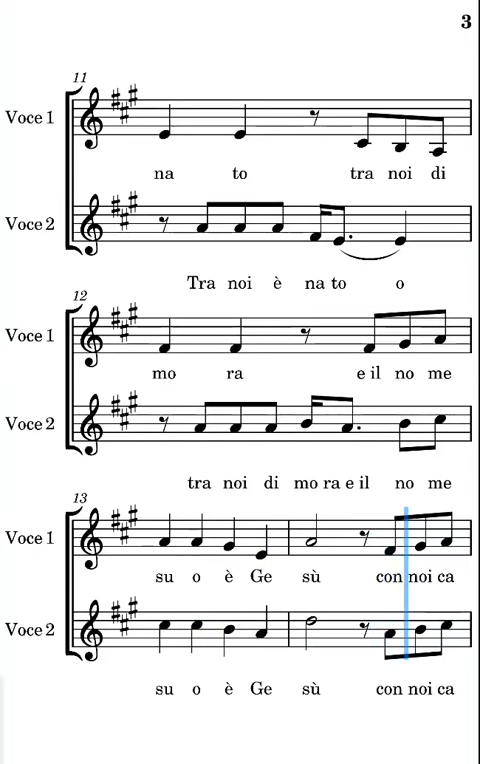 3
11
Voce 1
na to tra noi di
Voce 2
Tra noi è na to o
12
Voce 1
mo ra e il no me
Voce 2
tra noi di mo ra e il no me
13
Voce 1
su o è Ge sù con noi ca
Voce 2
su o è Ge sù con noi ca